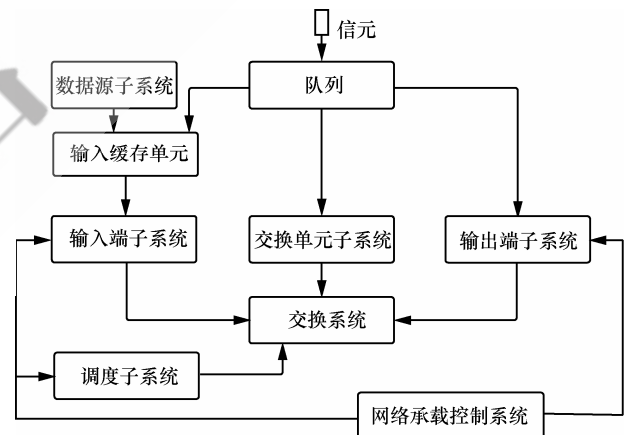 信元
数据源子系统
队列
输入缓存单元
输入端子系统
交换单元子系统
输出端子系统
交换系统
调度子系统
网络承载控制系统